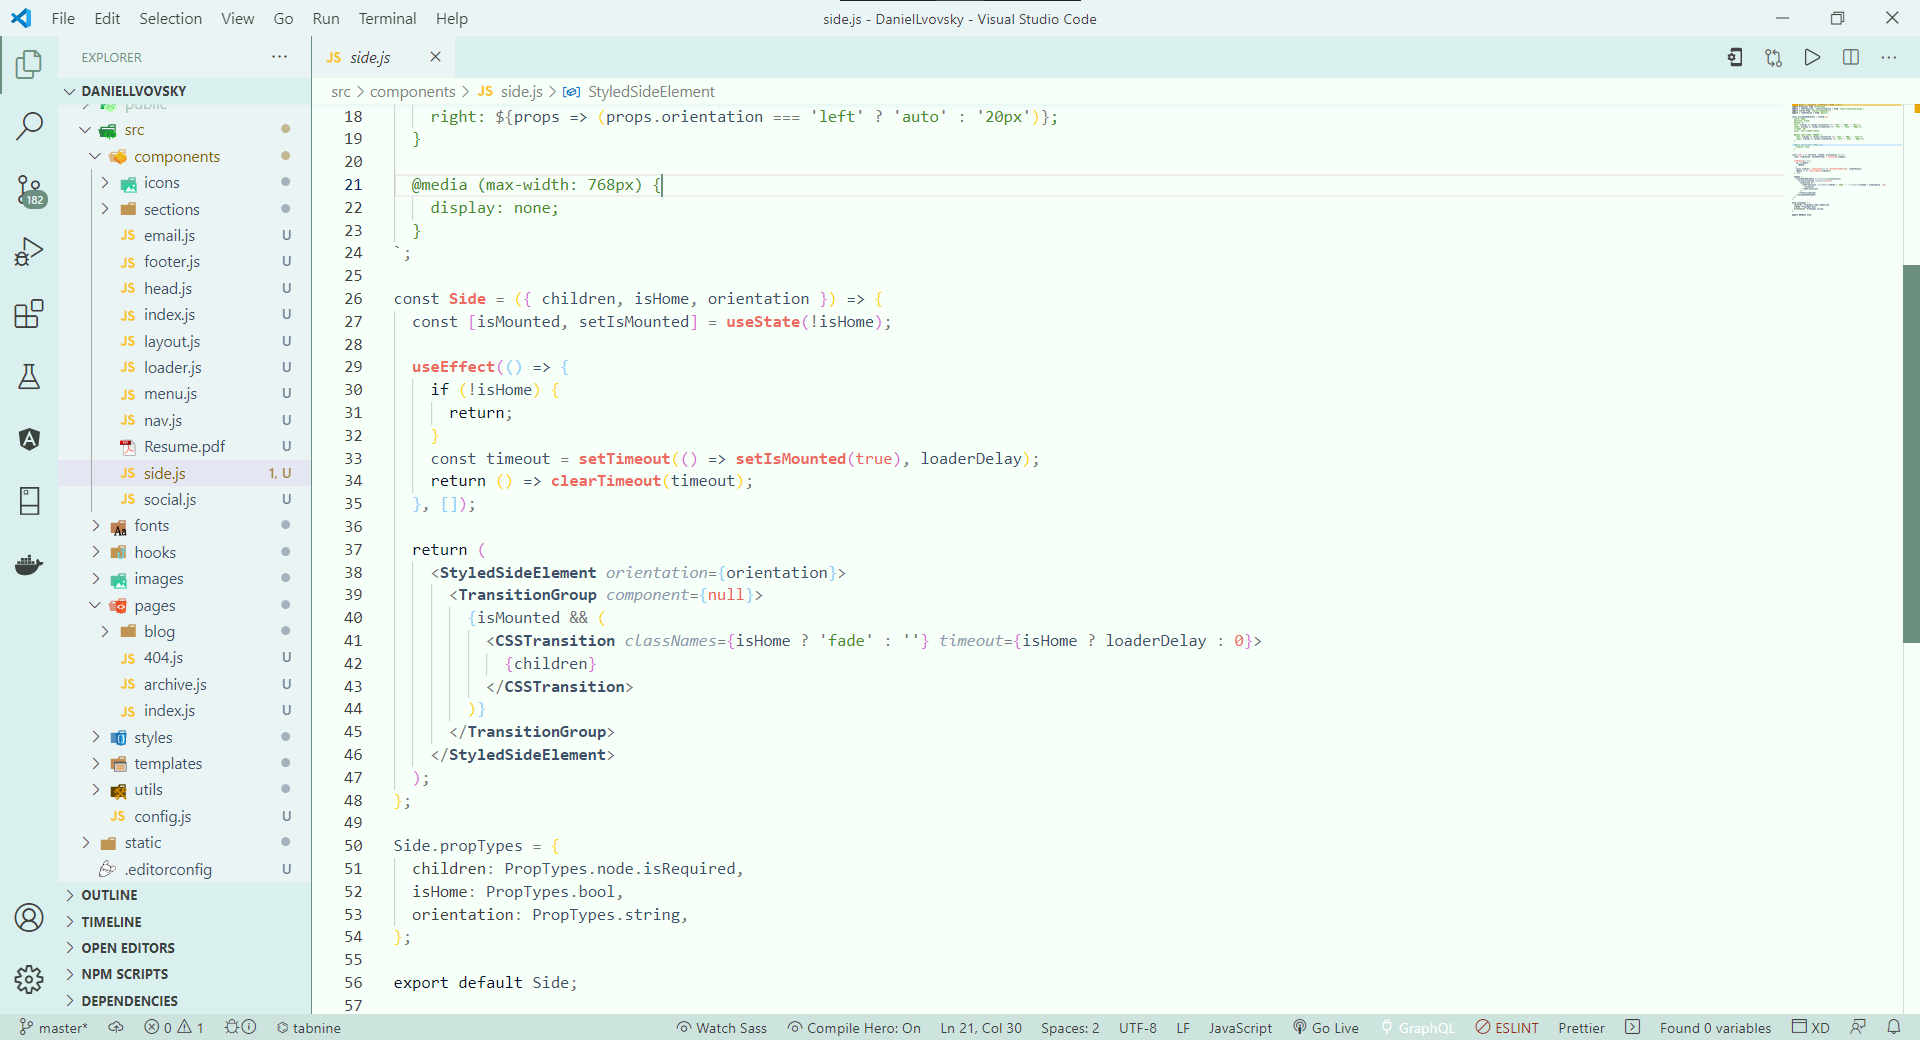 File Edit Selection View Go Run Terminal Help
side.js - DanielLvovsky - Visual Studio Code
EXPLORER
DANIELLVOVSKY
public
src
components
icons
sections
JS email.js U
JS footer.js U
JS head.js U
JS index.js U
JS layout.js U
JS loader.js U
JS menu.js U
JS nav.js U
Resume.pdf U
JS side.js 1, U
JS social.js U
fonts
hooks
images
pages
blog
JS 404.js U
JS archive.js U
JS index.js U
styles
templates
utils
JS config.js U
static
.editorconfig U
OUTLINE
TIMELINE
OPEN EDITORS
NPM SCRIPTS
DEPENDENCIES
182
JS side.js
src > components > JS side.js > StyledSideElement
18 right: ${props => (props.orientation === 'left' ? 'auto' : '20px')};
19 }
20
21 @media (max-width: 768px) {
22 display: none;
23 }
24 `;
25
26 const Side = ({ children, isHome, orientation }) => {
27 const [isMounted, setIsMounted] = useState(!isHome);
28
29 useEffect(() => {
30 if (!isHome) {
31 return;
32 }
33 const timeout = setTimeout(() => setIsMounted(true), loaderDelay);
34 return () => clearTimeout(timeout);
35 }, []);
36
37 return (
38 <StyledSideElement orientation={orientation}>
39 <TransitionGroup component={null}>
40 {isMounted && (
41 <CSSTransition classNames={isHome ? 'fade' : ''} timeout={isHome ? loaderDelay : 0}>
42 {children}
43 </CSSTransition>
44 )}
45 </TransitionGroup>
46 </StyledSideElement>
47 );
48 };
49
50 Side.propTypes = {
51 children: PropTypes.node.isRequired,
52 isHome: PropTypes.bool,
53 orientation: PropTypes.string,
54 };
55
56 export default Side;
57
master* 0 1 tabnine Watch Sass Compile Hero: On Ln 21, Col 30 Spaces: 2 UTF-8 LF JavaScript Go Live GraphQL ESLINT Prettier Found 0 variables XD